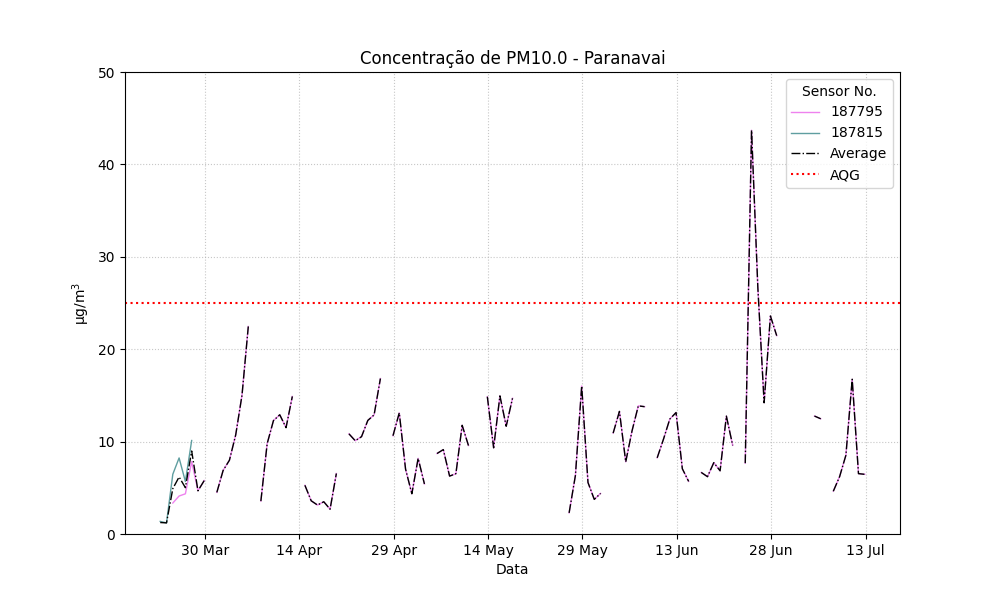 Concentração de PM10.0 - Paranavai
50
40
30
20
10
0
µg/m³
Sensor No.
187795
187815
Average
AQG
30 Mar 14 Apr 29 Apr 14 May 29 May 13 Jun 28 Jun 13 Jul
Data